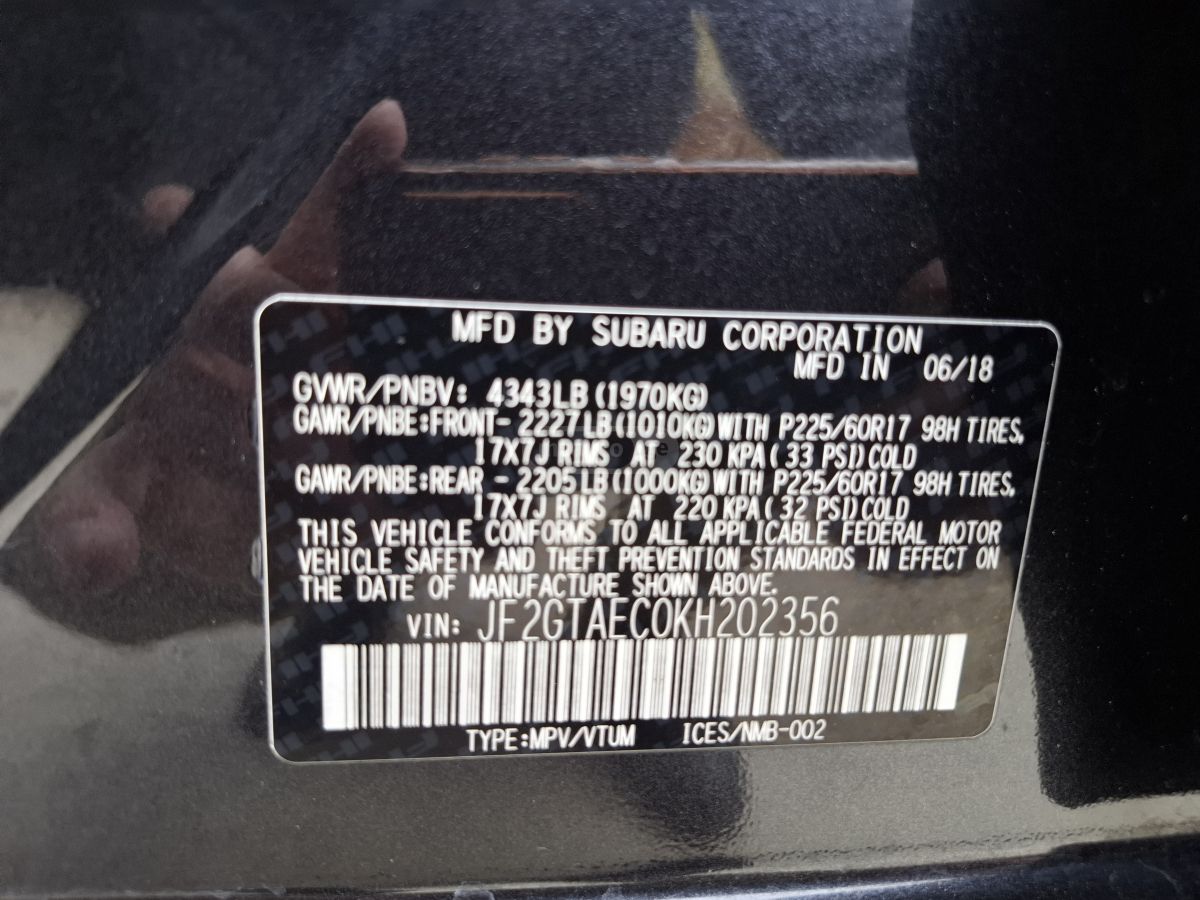 MFD BY SUBARU CORPORATION
MFD IN 06/18
GVWR/PNBV: 4343LB (1970KG)
GAWR/PNBE:FRONT- 2227LB(1010KG)WITH P225/60R17 98H TIRES,
17X7J RIMS AT 230 KPA( 33 PSI)COLD
GAWR/PNBE:REAR - 2205LB(1000KG)WITH P225/60R17 98H TIRES,
17X7J RIMS AT 220 KPA( 32 PSI)COLD
THIS VEHICLE CONFORMS TO ALL APPLICABLE FEDERAL MOTOR
VEHICLE SAFETY AND THEFT PREVENTION STANDARDS IN EFFECT ON
THE DATE OF MANUFACTURE SHOWN ABOVE.
VIN: JF2GTAEC0KH202356
TYPE:MPV/VTUM ICES/NMB-002